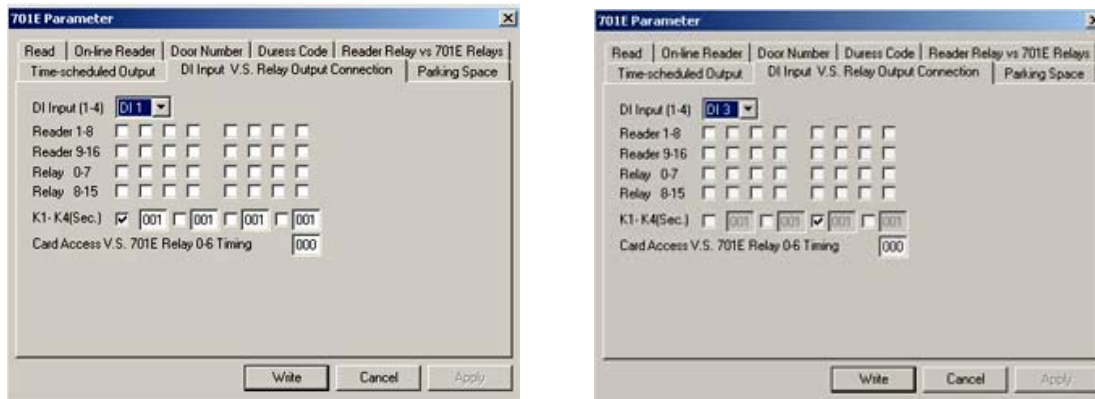 701E Parameter
Read On-line Reader Door Number Duress Code Reader Relay vs 701E Relays
Time-scheduled Output DI Input V.S. Relay Output Connection Parking Space
DI Input (1-4) DI 1
Reader 1-8
Reader 9-16
Relay 0-7
Relay 8-15
K1- K4(Sec.) 001 001 001 001
Card Access V.S. 701E Relay 0-6 Timing 000
Write Cancel Apply
701E Parameter
Read On-line Reader Door Number Duress Code Reader Relay vs 701E Relays
Time-scheduled Output DI Input V.S. Relay Output Connection Parking Space
DI Input (1-4) DI 3
Reader 1-8
Reader 9-16
Relay 0-7
Relay 8-15
K1- K4(Sec.) 001 001 001 001
Card Access V.S. 701E Relay 0-6 Timing 000
Write Cancel Apply